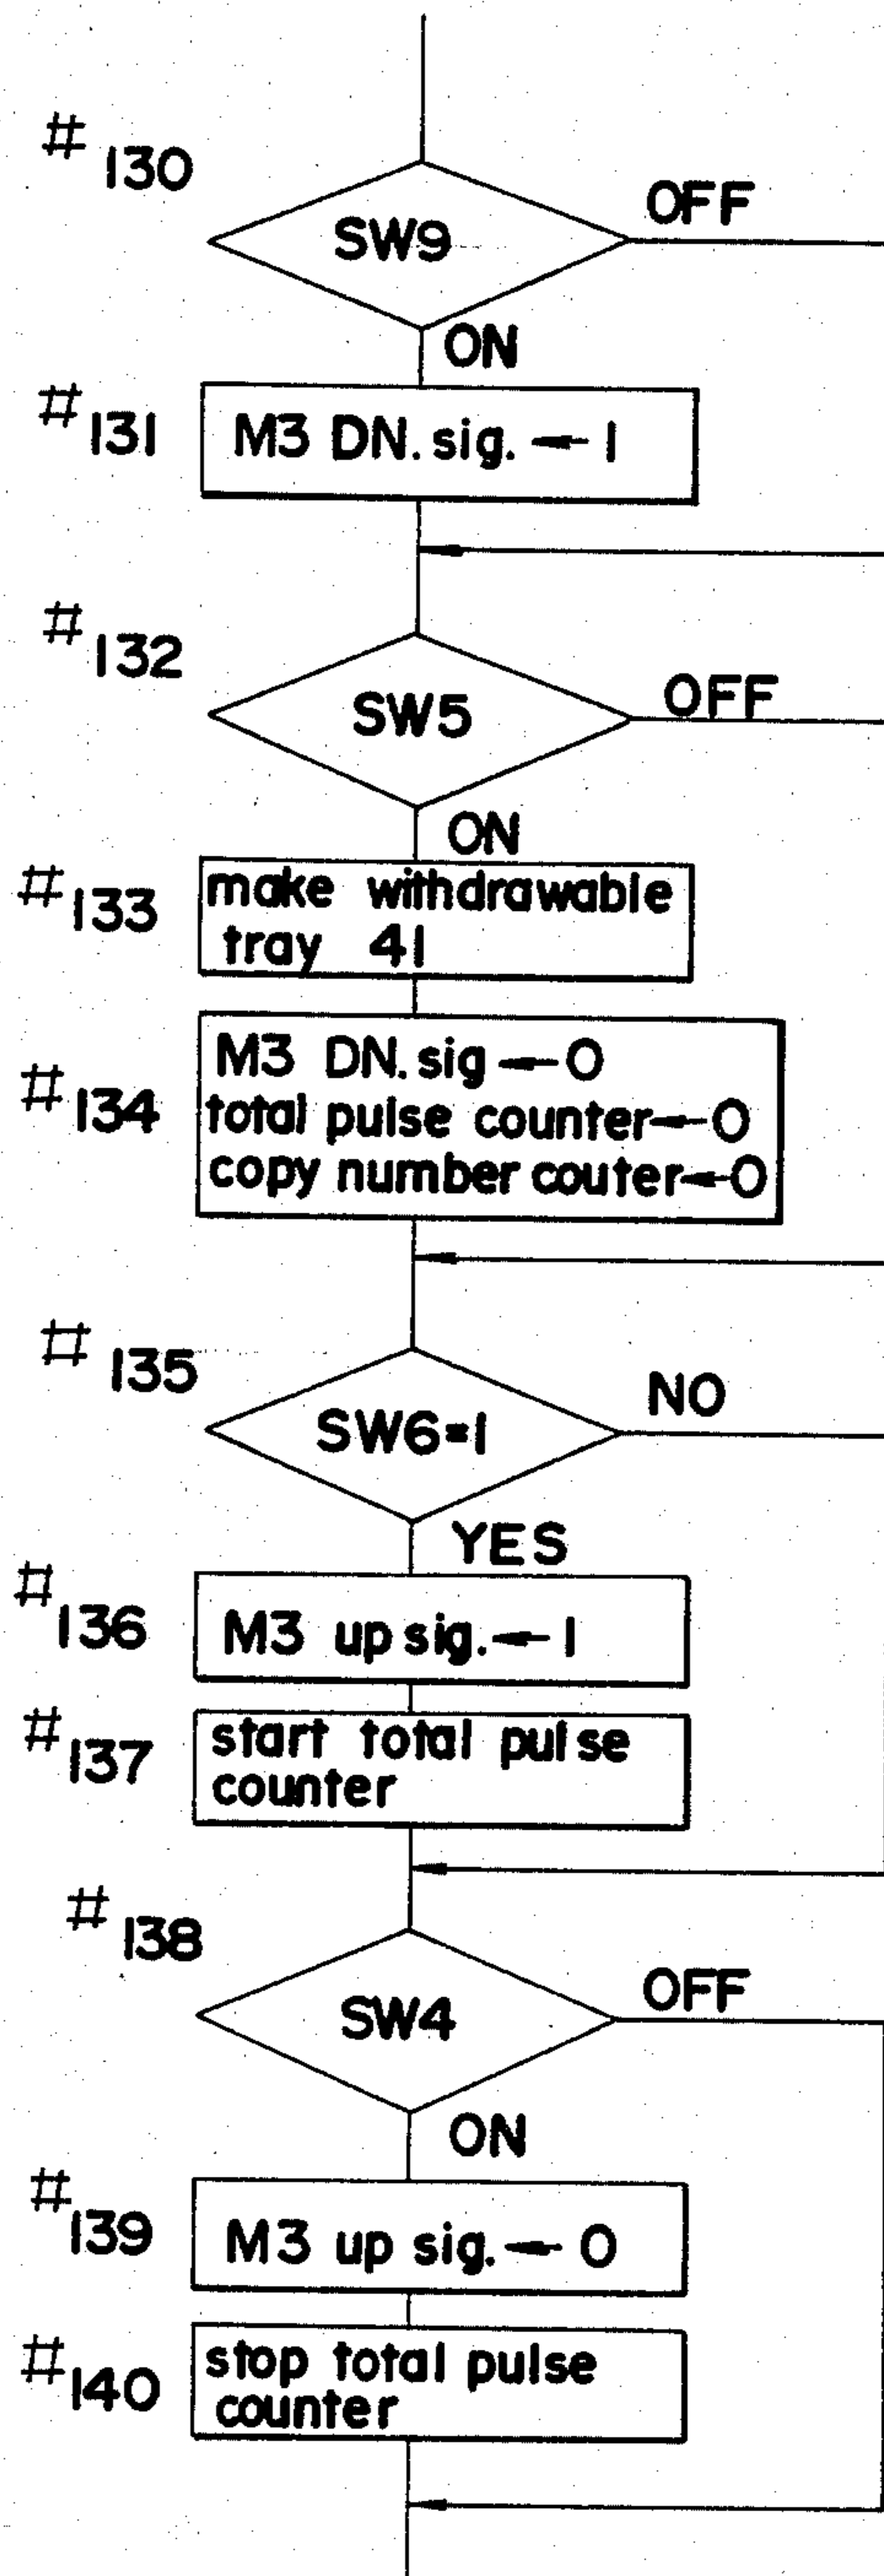 #130
SW9
OFF
ON
#131
M3 DN. sig. ← 1
#132
SW5
OFF
ON
#133
make withdrawable
tray 41
#134
M3 DN. sig ← 0
total pulse counter ← 0
copy number couter ← 0
#135
SW6=1
NO
YES
#136
M3 up sig. ← 1
#137
start total pulse
counter
#138
SW4
OFF
ON
#139
M3 up sig. ← 0
#140
stop total pulse
counter